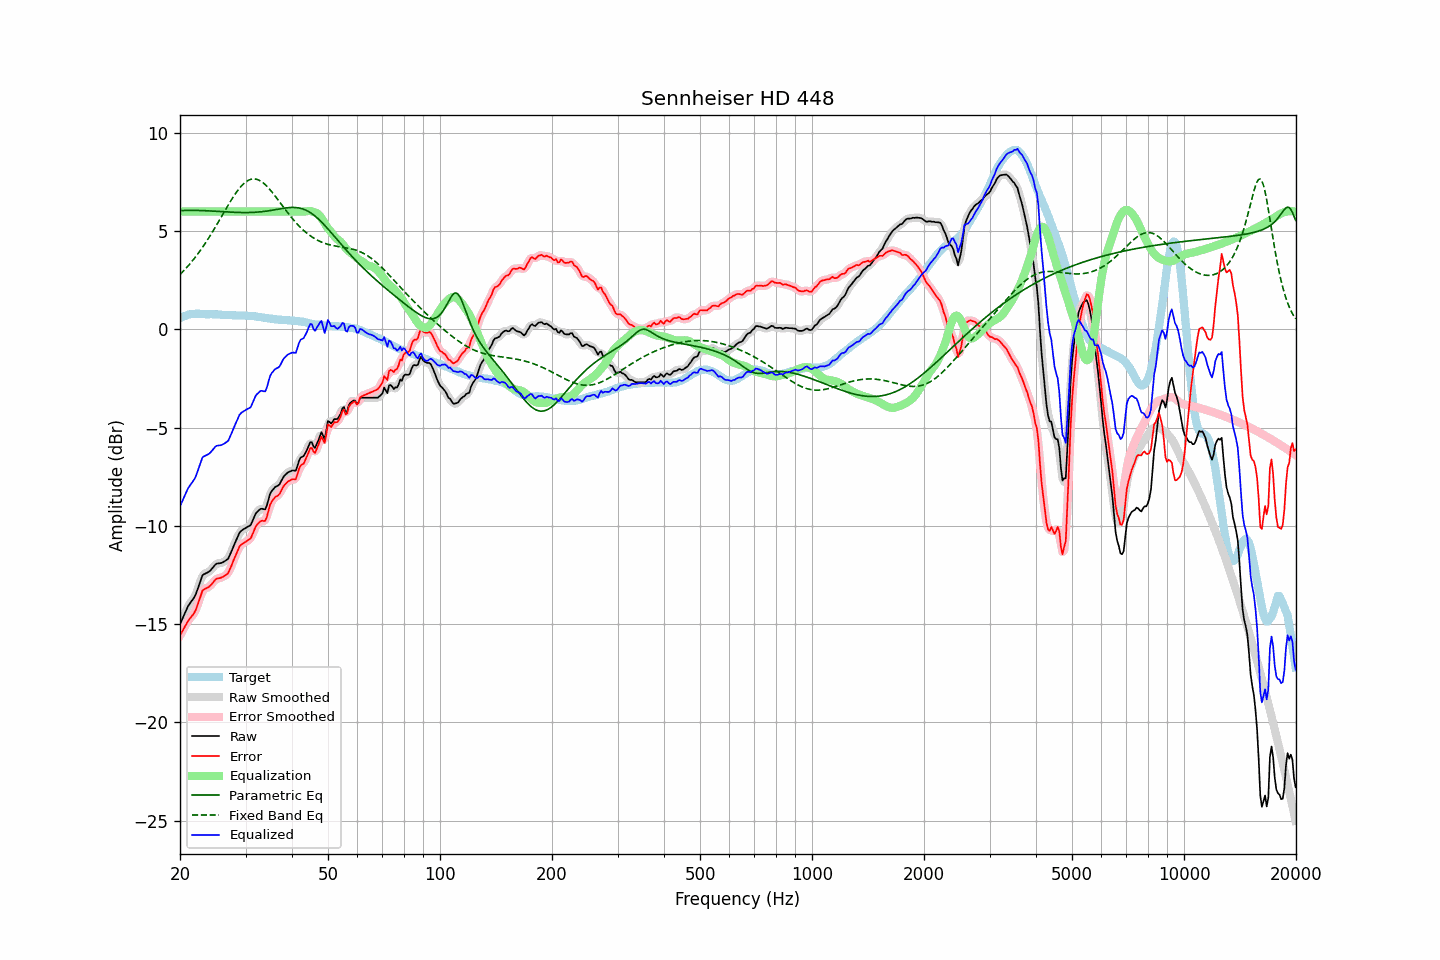 Sennheiser HD 448
10
5
0
−5
−10
−15
−20
−25
Amplitude (dBr)
Target
Raw Smoothed
Error Smoothed
Raw
Error
Equalization
Parametric Eq
Fixed Band Eq
Equalized
20 50 100 200 500 1000 2000 5000 10000 20000
Frequency (Hz)